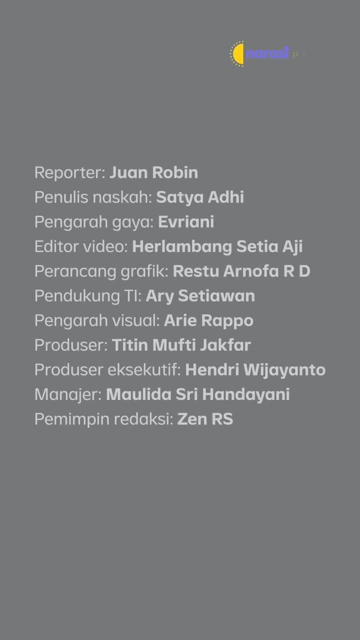 narasi
Reporter: Juan Robin
Penulis naskah: Satya Adhi
Pengarah gaya: Evriani
Editor video: Herlambang Setia Aji
Perancang grafik: Restu Arnofa R D
Pendukung TI: Ary Setiawan
Pengarah visual: Arie Rappo
Produser: Titin Mufti Jakfar
Produser eksekutif: Hendri Wijayanto
Manajer: Maulida Sri Handayani
Pemimpin redaksi: Zen RS